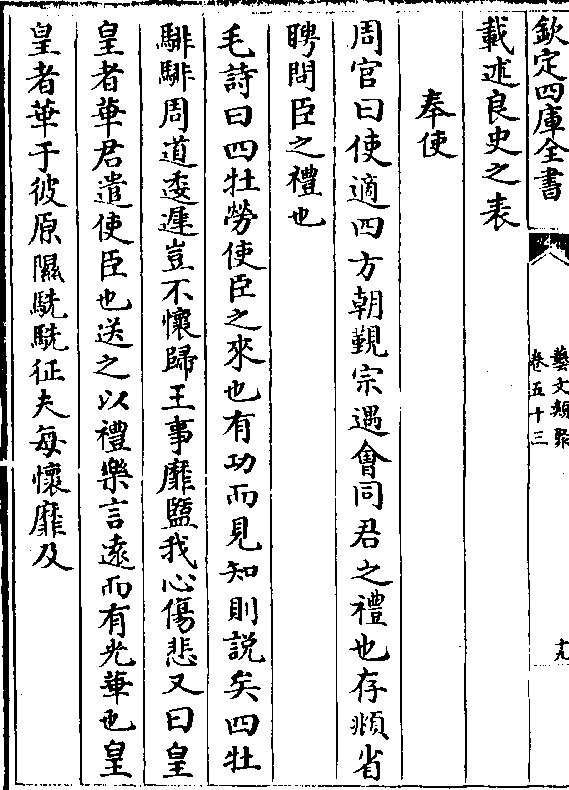 欽定四庫全書
藝文類聚
卷五十三
十九
載述良史之表
奉使
周官曰使適四方朝覲宗遇會同君之禮也存覜省
聘問臣之禮也
毛詩曰四牡勞使臣之來也有功而見知則説矣四牡
騑騑周道委遲豈不懷歸王事靡盬我心傷悲又曰皇
皇者華君遣使臣也送之以禮樂言逺而有光華也皇
皇者華于彼原隰駪駪征夫每懷靡及